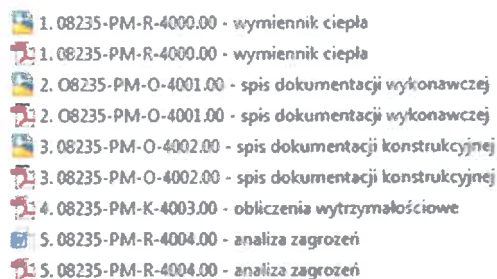 1. 08235-PM-R-4000.00 - wymiennik ciepła
1. 08235-PM-R-4000.00 - wymiennik ciepła
2. O8235-PM-O-4001.00 - spis dokumentacji wykonawczej
2. O8235-PM-O-4001.00 - spis dokumentacji wykonawczej
3. 08235-PM-O-4002.00 - spis dokumentacji konstrukcyjnej
3. 08235-PM-O-4002.00 - spis dokumentacji konstrukcyjnej
4. 08235-PM-K-4003.00 - obliczenia wytrzymałościowe
5. 08235-PM-R-4004.00 - analiza zagrożeń
5. 08235-PM-R-4004.00 - analiza zagrożeń